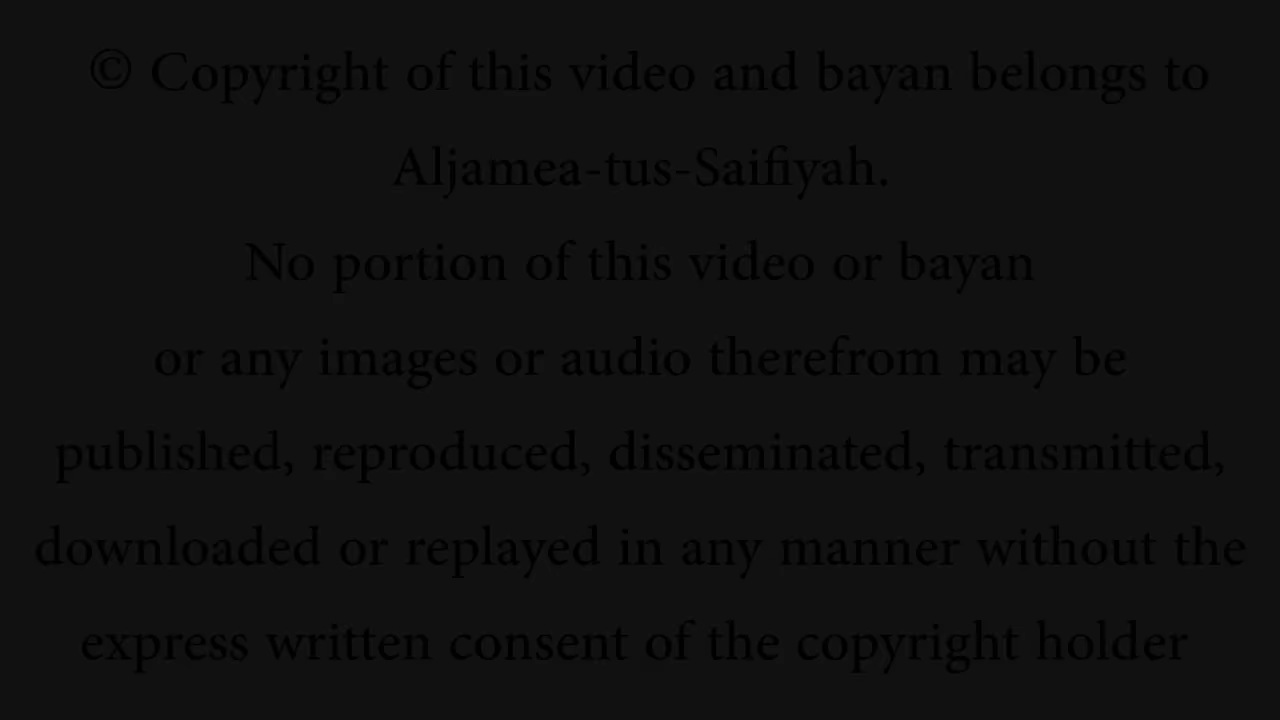 © Copyright of this video and bayan belongs to
Aljamea-tus-Saifiyah.
No portion of this video or bayan
or any images or audio therefrom may be
published, reproduced, disseminated, transmitted,
downloaded or replayed in any manner without the
express written consent of the copyright holder